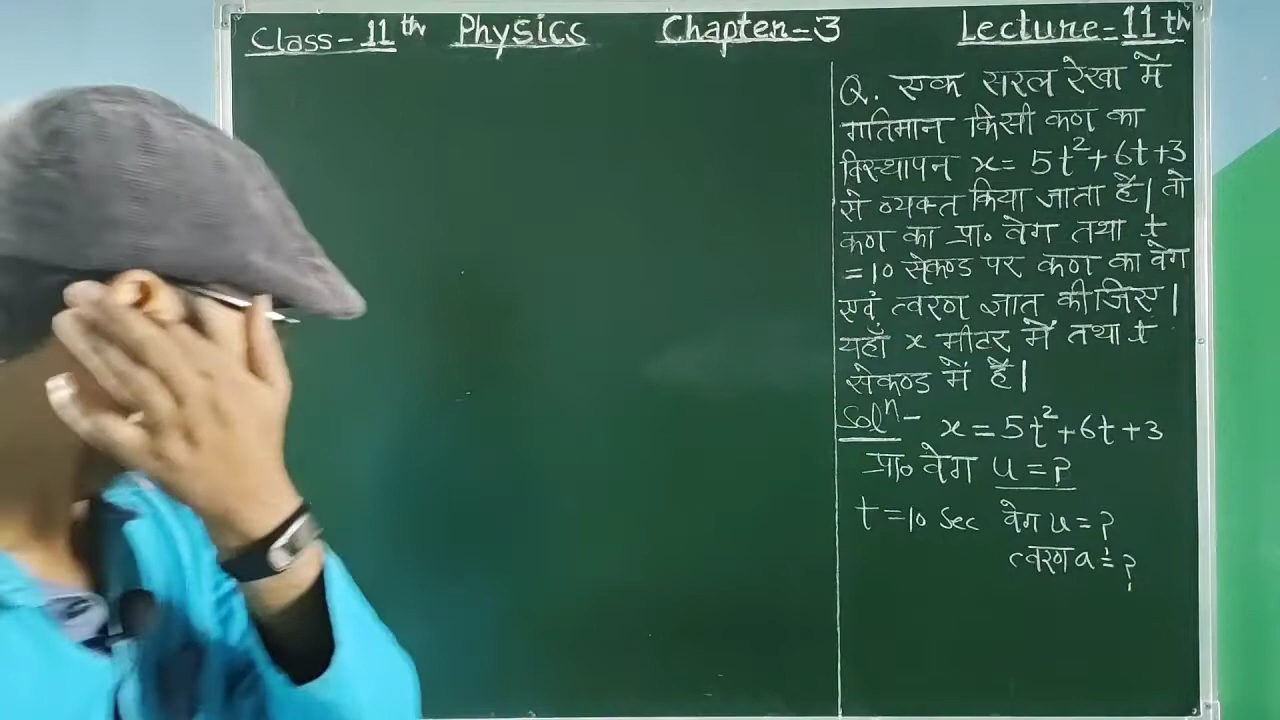 Class-11th Physics Chapter-3 Lecture-11th
Q. एक सरल रेखा में
गतिमान किसी कण का
विस्थापन x = 5t²+6t+3
से व्यक्त किया जाता है। तो
कण का प्रा० वेग तथा t
=10 सेकण्ड पर कण का वेग
एवं त्वरण ज्ञात कीजिए।
यहाँ x मीटर में तथा t
सेकण्ड में है।
Solⁿ- x = 5t²+6t+3
प्रा० वेग u = ?
t =10 Sec वेग u = ?
त्वरण a = ?